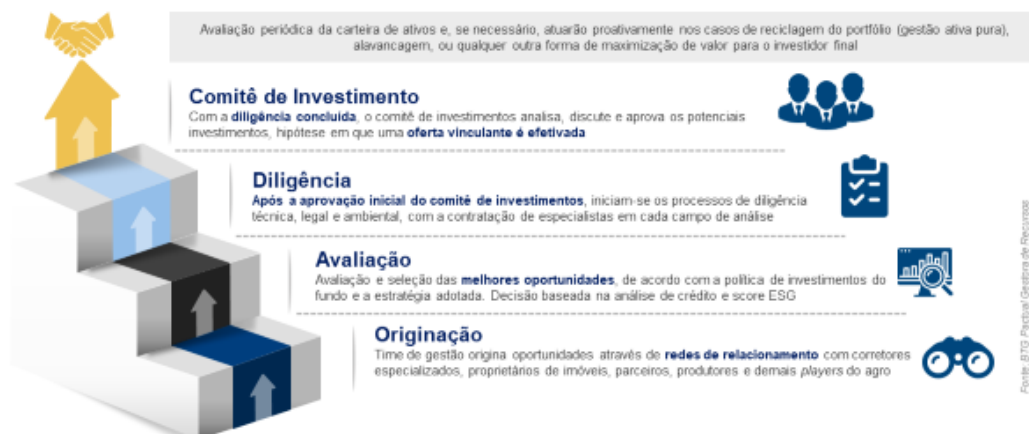 Avaliação periódica da carteira de ativos e, se necessário, atuarão proativamente nos casos de reciclagem do portfólio (gestão ativa pura),
alavancagem, ou qualquer outra forma de maximização de valor para o investidor final
Comitê de Investimento
Com a diligência concluída, o comitê de investimentos analisa, discute e aprova os potenciais
investimentos, hipótese em que uma oferta vinculante é efetivada
Diligência
Após a aprovação inicial do comitê de investimentos, iniciam-se os processos de diligência
técnica, legal e ambiental, com a contratação de especialistas em cada campo de análise
Avaliação
Avaliação e seleção das melhores oportunidades, de acordo com a política de investimentos do
fundo e a estratégia adotada. Decisão baseada na análise de crédito e score ESG
Originação
Time de gestão origina oportunidades através de redes de relacionamento com corretores
especializados, proprietários de imóveis, parceiros, produtores e demais players do agro
Fonte: BTG Pactual Gestora de Recursos